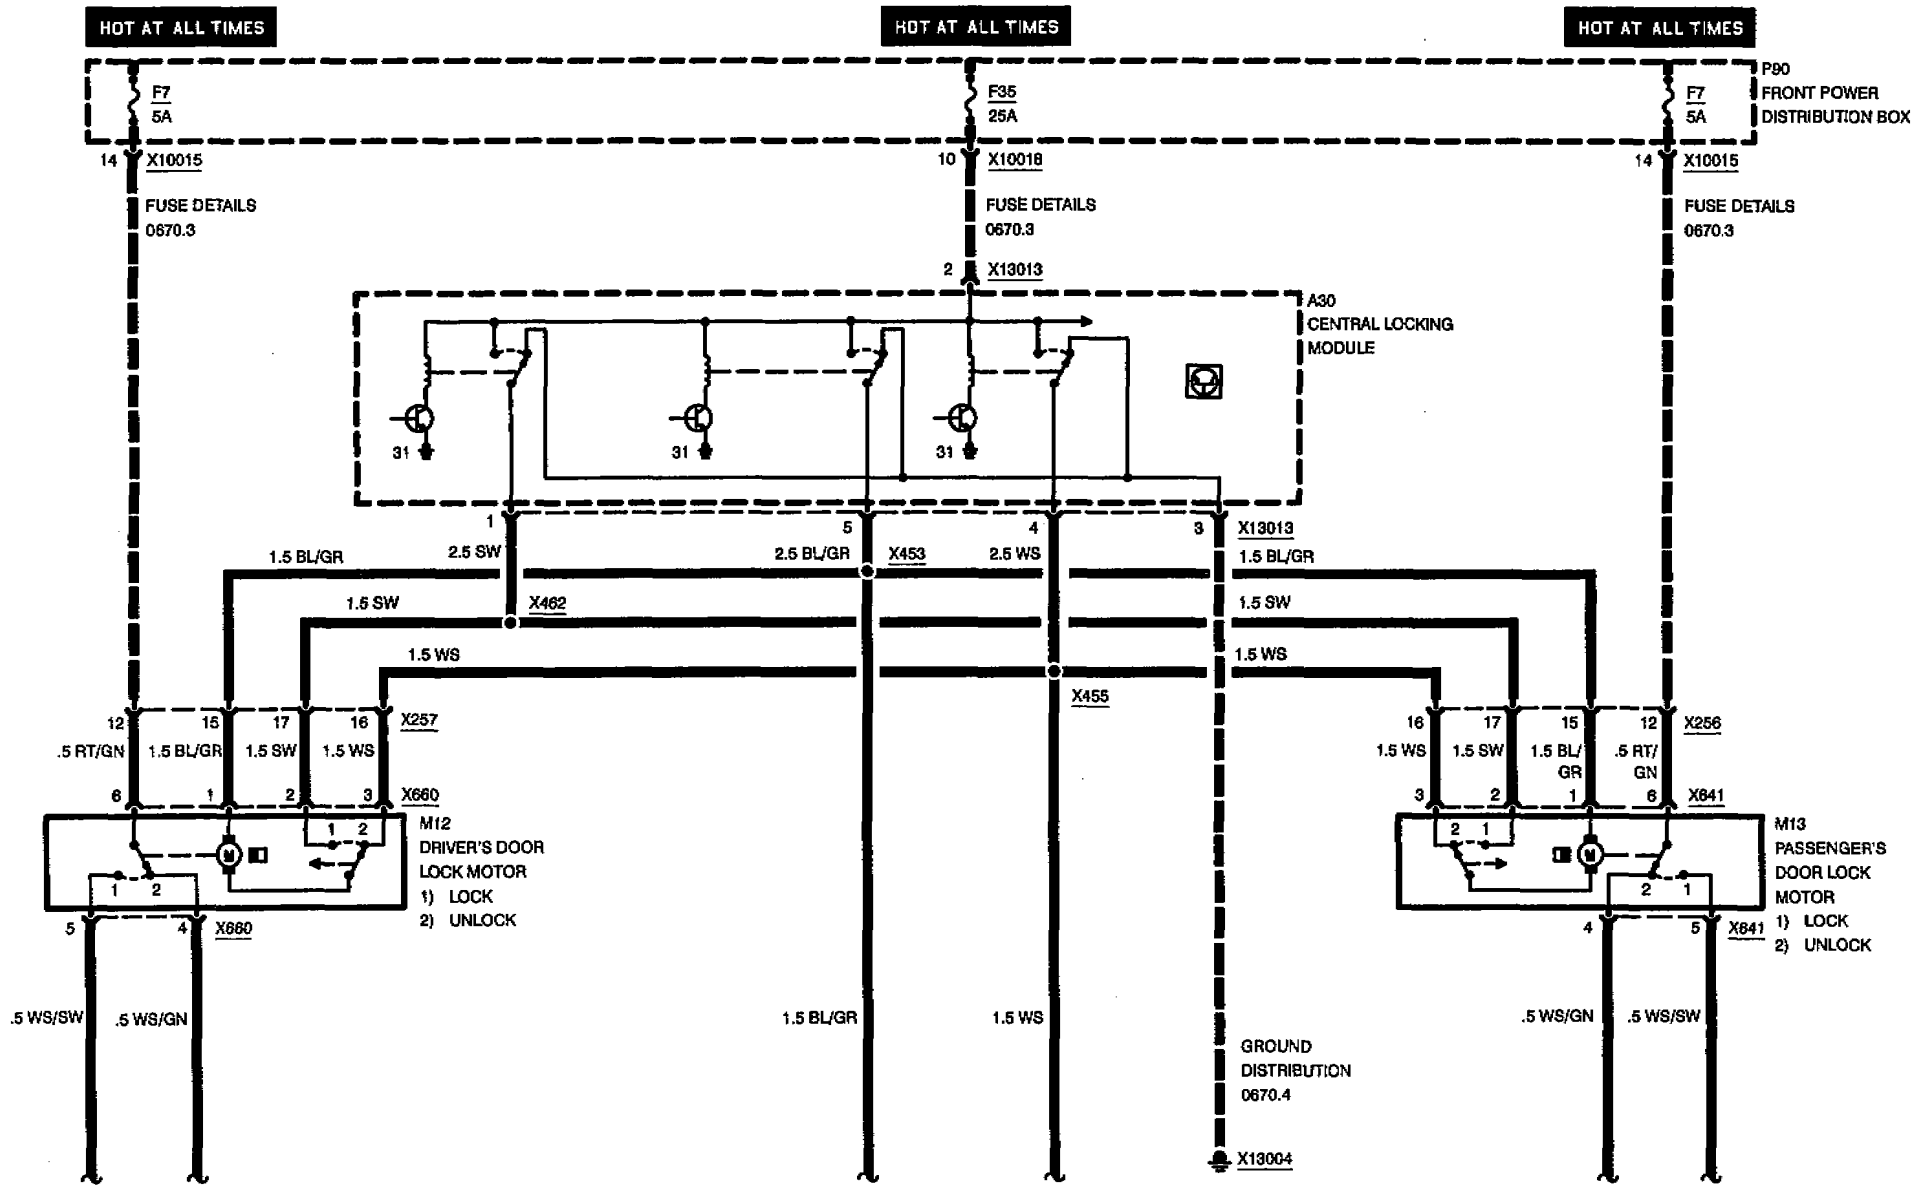 HOT AT ALL TIMES
HOT AT ALL TIMES
HOT AT ALL TIMES
F7
5A
F35
25A
F7
5A
P90
FRONT POWER
DISTRIBUTION BOX
14 X10015
10 X10018
14 X10015
FUSE DETAILS
0670.3
FUSE DETAILS
0670.3
FUSE DETAILS
0670.3
2 X13013
A30
CENTRAL LOCKING
MODULE
31
31
31
1
5
4
3 X13013
2.5 SW
2.5 BL/GR
X453
2.5 WS
1.5 BL/GR
1.5 BL/GR
1.5 SW
X462
1.5 SW
1.5 WS
1.5 WS
X455
12 15 17 16 X257
.5 RT/GN 1.5 BL/GR 1.5 SW 1.5 WS
6 1 2 3 X660
16 17 15 12 X256
1.5 WS 1.5 SW 1.5 BL/
GR
.5 RT/
GN
3 2 1 6 X641
1 2
M
1 2
M12
DRIVER'S DOOR
LOCK MOTOR
1) LOCK
2) UNLOCK
2 1
M
2 1
M13
PASSENGER'S
DOOR LOCK
MOTOR
1) LOCK
2) UNLOCK
5 4 X660
4 5 X641
.5 WS/SW .5 WS/GN
1.5 BL/GR
1.5 WS
.5 WS/GN .5 WS/SW
GROUND
DISTRIBUTION
0670.4
X13004